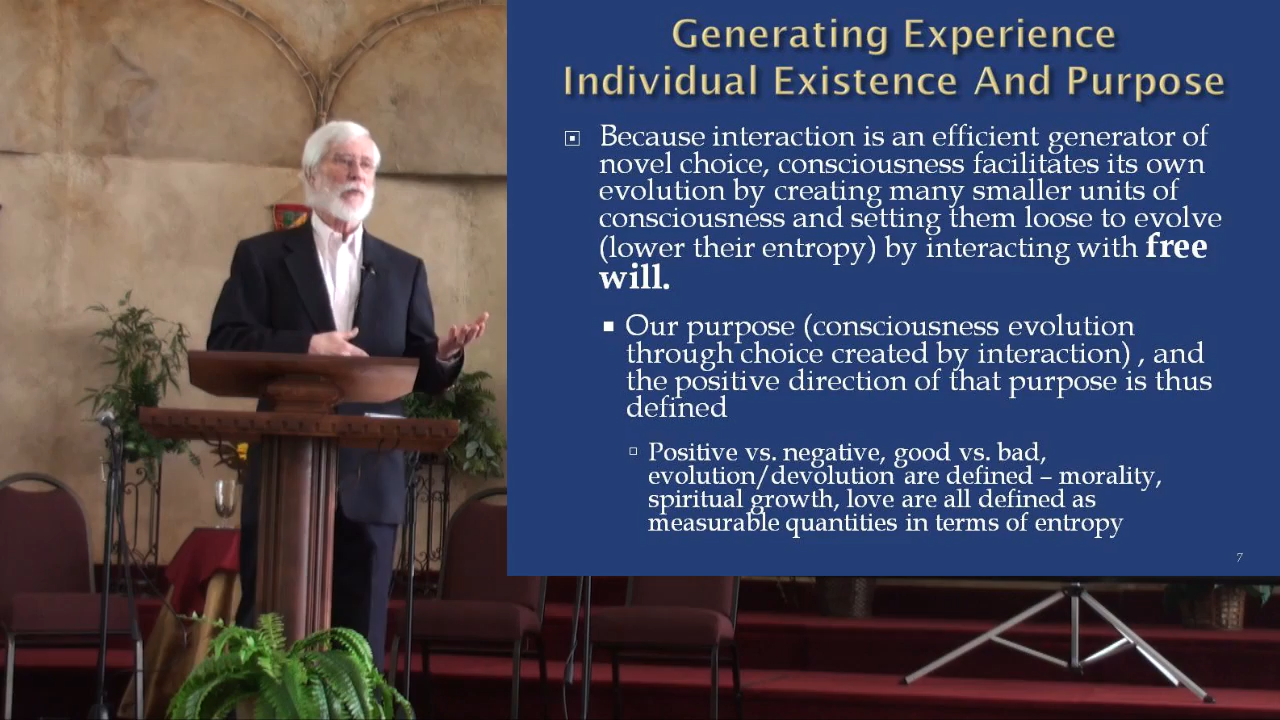 Generating Experience
Individual Existence And Purpose
Because interaction is an efficient generator of
novel choice, consciousness facilitates its own
evolution by creating many smaller units of
consciousness and setting them loose to evolve
(lower their entropy) by interacting with free
will.
Our purpose (consciousness evolution
through choice created by interaction) , and
the positive direction of that purpose is thus
defined
Positive vs. negative, good vs. bad,
evolution/devolution are defined – morality,
spiritual growth, love are all defined as
measurable quantities in terms of entropy
7